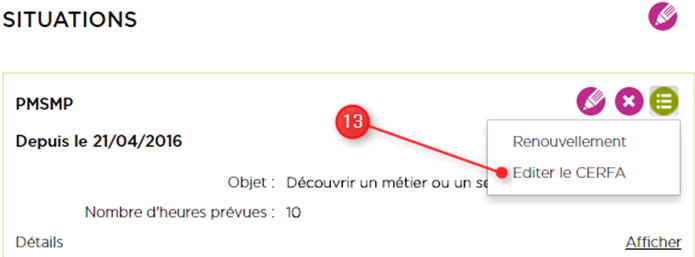 SITUATIONS
PMSMP
Depuis le 21/04/2016
13
Renouvellement
Editer le CERFA
Objet : Découvrir un métier ou un se
Nombre d'heures prévues : 10
Détails
Afficher